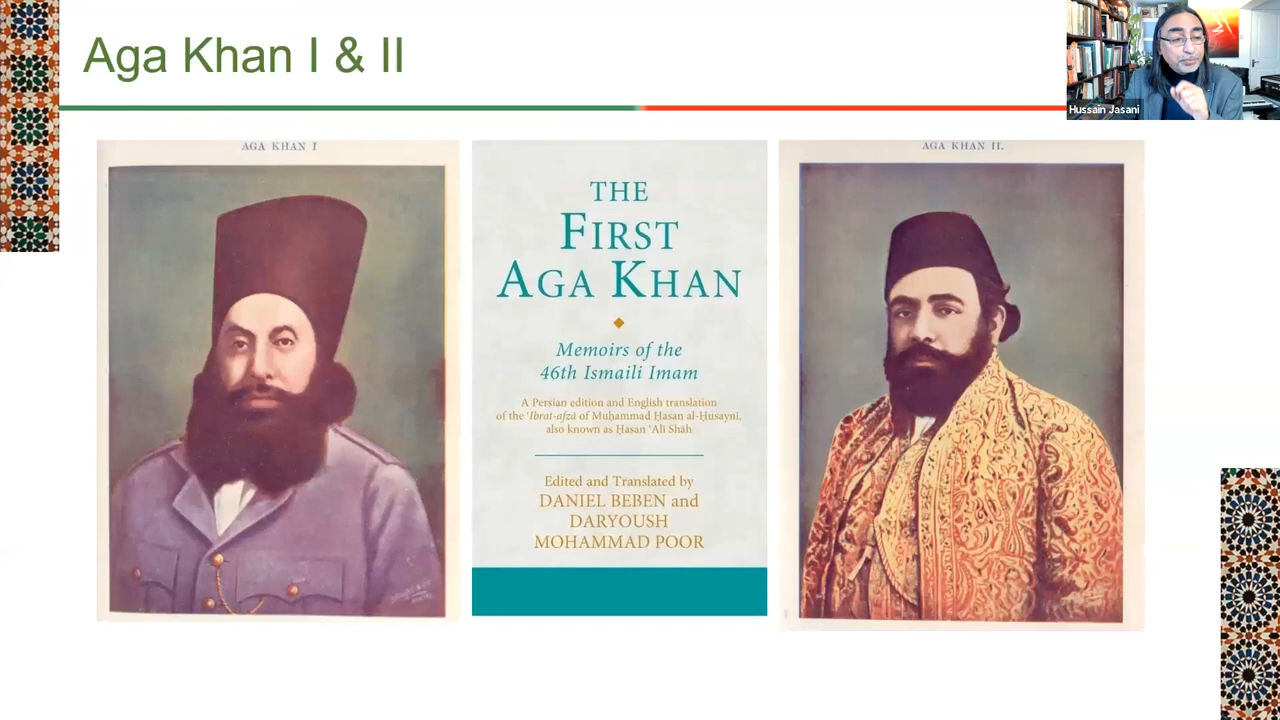 Aga Khan I & II
Hussain Jasani
AGA KHAN I
THE
FIRST
AGA KHAN
Memoirs of the
46th Ismaili Imam
A Persian edition and English translation
of the ʿIbrat-afzā of Muḥammad Ḥasan al-Ḥusaynī,
also known as Ḥasan ʿAlī Shāh
Edited and Translated by
DANIEL BEBEN and
DARYOUSH
MOHAMMAD POOR
AGA KHAN II.